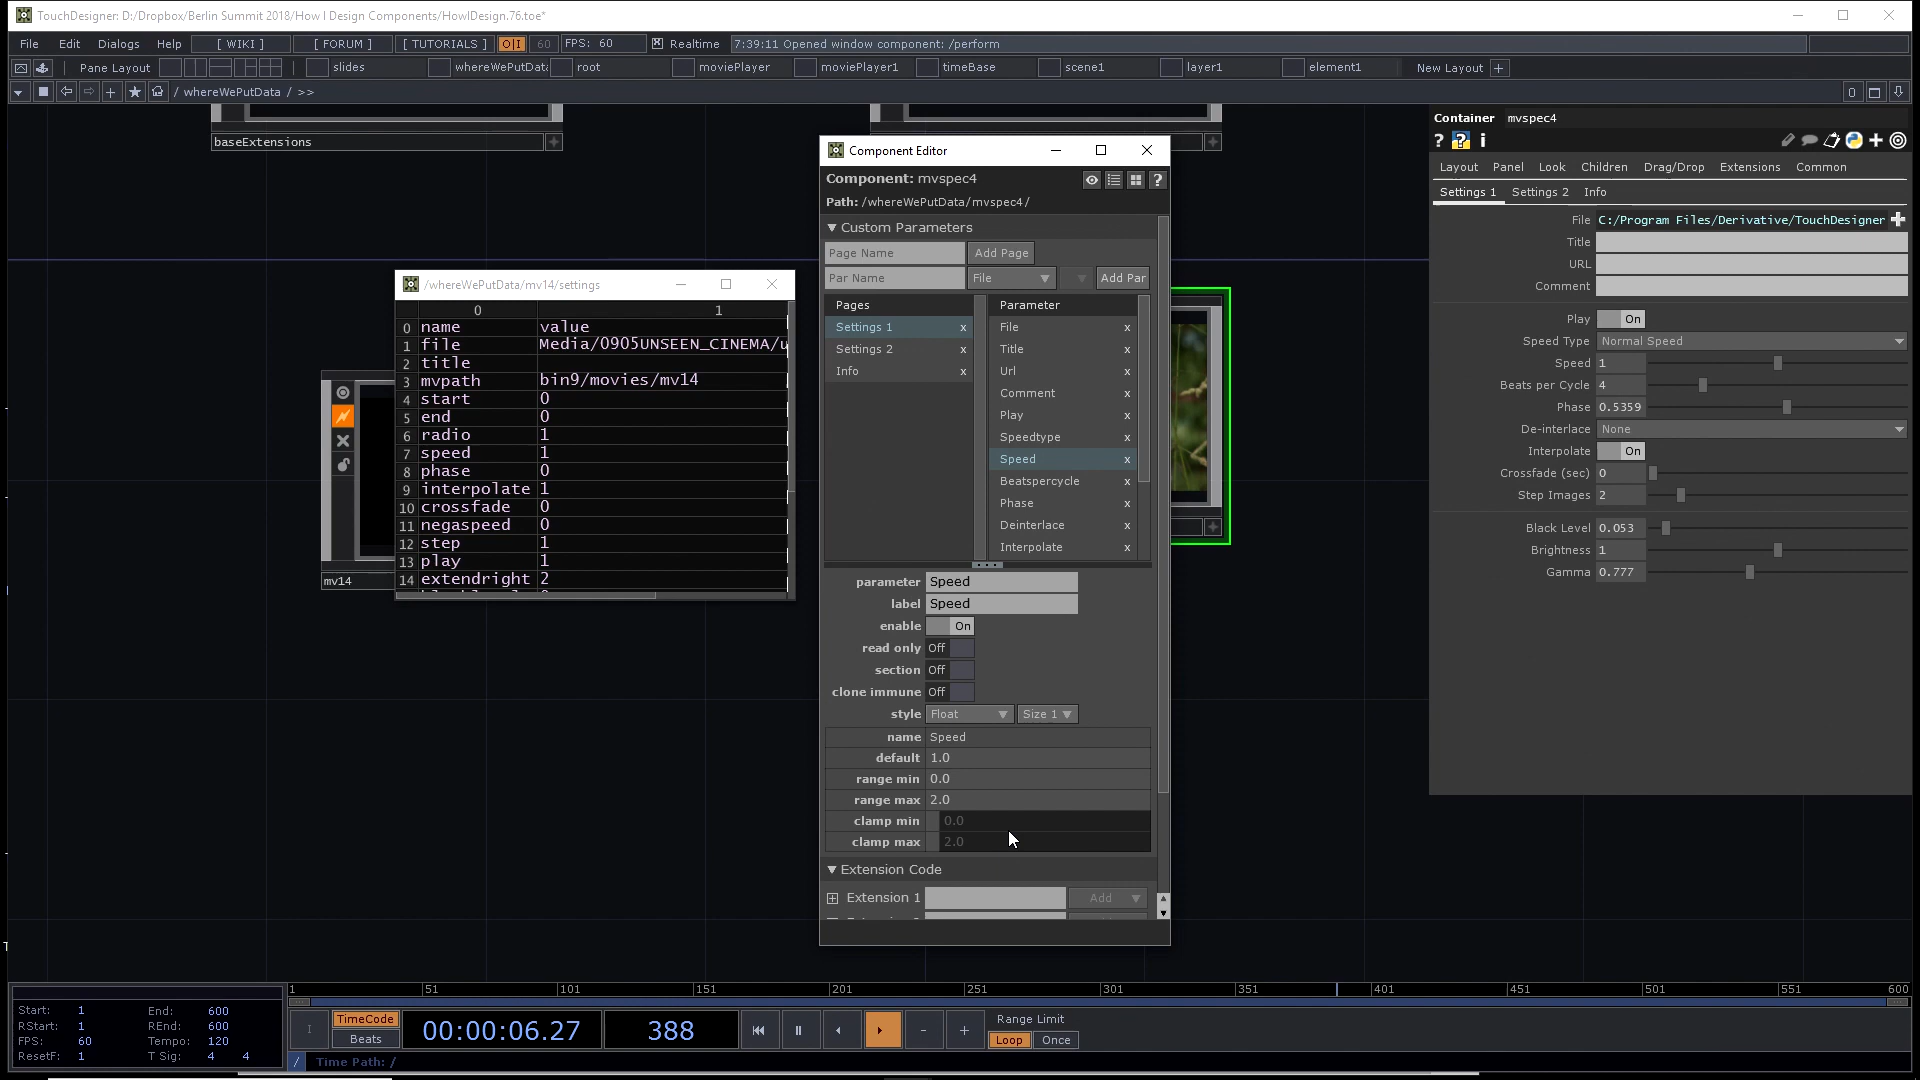 TouchDesigner: D:/Dropbox/Berlin Summit 2018/How I Design Components/HowIDesign.76.toe*
File Edit Dialogs Help [ WIKI ] [ FORUM ] [ TUTORIALS ] O|I 60 FPS: 60 Realtime 7:39:11 Opened window component: /perform
Pane Layout slides whereWePutData root moviePlayer moviePlayer1 timeBase scene1 layer1 element1 New Layout +
/ whereWePutData / >> 0
baseExtensions
Container mvspec4
? ? i
Layout Panel Look Children Drag/Drop Extensions Common
Settings 1 Settings 2 Info
File C:/Program Files/Derivative/TouchDesigner
Title
URL
Comment
Play On
Speed Type Normal Speed
Speed 1
Beats per Cycle 4
Phase 0.5359
De-interlace None
Interpolate On
Crossfade (sec) 0
Step Images 2
Black Level 0.053
Brightness 1
Gamma 0.777
/whereWePutData/mv14/settings
0 1
0 name value
1 file Media/0905UNSEEN_CINEMA/u
2 title
3 mvpath bin9/movies/mv14
4 start 0
5 end 0
6 radio 1
7 speed 1
8 phase 0
9 interpolate 1
10 crossfade 0
11 negaspeed 0
12 step 1
13 play 1
14 extendright 2
mv14
Component Editor
Component: mvspec4 ?
Path: /whereWePutData/mvspec4/
Custom Parameters
Page Name Add Page
Par Name File Add Par
Pages Parameter
Settings 1 x File x
Settings 2 x Title x
Info x Url x
Comment x
Play x
Speedtype x
Speed x
Beatspercycle x
Phase x
Deinterlace x
Interpolate x
parameter Speed
label Speed
enable On
read only Off
section Off
clone immune Off
style Float Size 1
name Speed
default 1.0
range min 0.0
range max 2.0
clamp min 0.0
clamp max 2.0
Extension Code
Extension 1 Add
1 51 101 151 201 251 301 351 401 451 501 551 600
Start: 1 End: 600
RStart: 1 REnd: 600
FPS: 60 Tempo: 120
ResetF: 1 T Sig: 4 4
TimeCode
Beats
00:00:06.27 388
- +
Range Limit
Loop Once
/ Time Path: /